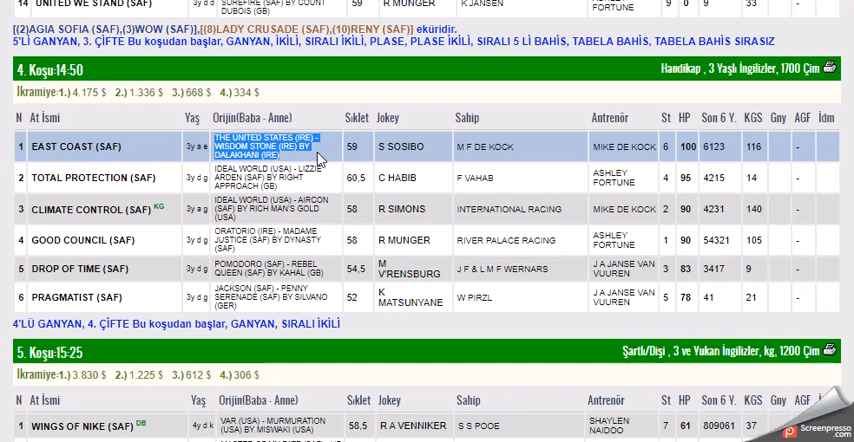 14 UNITED WE STAND (SAF) 3y d d SUREFIRE (SAF) BY COUNT DUBOIS (GB) 59 R MUNGER K JANSEN FORTUNE 9 0 9 33 -
[(2)AGIA SOFIA (SAF),(3)WOW (SAF)],[(8)LADY CRUSADE (SAF),(10)RENY (SAF)] eküridir.
5'Lİ GANYAN, 3. ÇİFTE Bu koşudan başlar, GANYAN, İKİLİ, SIRALI İKİLİ, PLASE, PLASE İKİLİ, SIRALI 5 Lİ BAHİS, TABELA BAHİS, TABELA BAHİS SIRASIZ
4. Koşu:14:50 Handikap , 3 Yaşlı İngilizler, 1700 Çim
İkramiye:1.) 4.175 $ 2.) 1.336 $ 3.) 668 $ 4.) 334 $
N At İsmi Yaş Orijin(Baba - Anne) Sıklet Jokey Sahip Antrenör St HP Son 6 Y. KGS Gny AGF İdm
1 EAST COAST (SAF) 3y a e THE UNITED STATES (IRE) - WISDOM STONE (IRE) BY DALAKHANI (IRE) 59 S SOSIBO M F DE KOCK MIKE DE KOCK 6 100 6123 116 -
2 TOTAL PROTECTION (SAF) 3y d g IDEAL WORLD (USA) - LIZZIE ARDEN (SAF) BY RIGHT APPROACH (GB) 60,5 C HABIB F VAHAB ASHLEY FORTUNE 4 95 4215 14 -
3 CLIMATE CONTROL (SAF) KG 3y a g IDEAL WORLD (USA) - AIRCON (SAF) BY RICH MAN'S GOLD (USA) 58 R SIMONS INTERNATIONAL RACING MIKE DE KOCK 2 90 4231 140 -
4 GOOD COUNCIL (SAF) 3y d g ORATORIO (IRE) - MADAME JUSTICE (SAF) BY DYNASTY (SAF) 58 R MUNGER RIVER PALACE RACING ASHLEY FORTUNE 1 90 54321 105 -
5 DROP OF TIME (SAF) 3y d g POMODORO (SAF) - REBEL QUEEN (SAF) BY KAHAL (GB) 54,5 M V'RENSBURG J F & L M F WERNARS J A JANSE VAN VUUREN 3 83 3417 9 -
6 PRAGMATIST (SAF) 3y d g JACKSON (SAF) - PENNY SERENADE (SAF) BY SILVANO (GER) 52 K MATSUNYANE W PIRZL J A JANSE VAN VUUREN 5 78 41 21 -
4'LÜ GANYAN, 4. ÇİFTE Bu koşudan başlar, GANYAN, SIRALI İKİLİ
5. Koşu:15:25 Şartlı/Dişi , 3 ve Yukarı İngilizler, kg, 1200 Çim
İkramiye:1.) 3.830 $ 2.) 1.225 $ 3.) 612 $ 4.) 306 $
N At İsmi Yaş Orijin(Baba - Anne) Sıklet Jokey Sahip Antrenör St HP Son 6 Y. KGS Gny AGF
1 WINGS OF NIKE (SAF) DB 4y d k VAR (USA) - MURMURATION (USA) BY MISWAKI (USA) 58,5 R A VENNIKER S S POOE SHAYLEN NAIDOO 7 61 809061 37 -
Screenpresso
.com